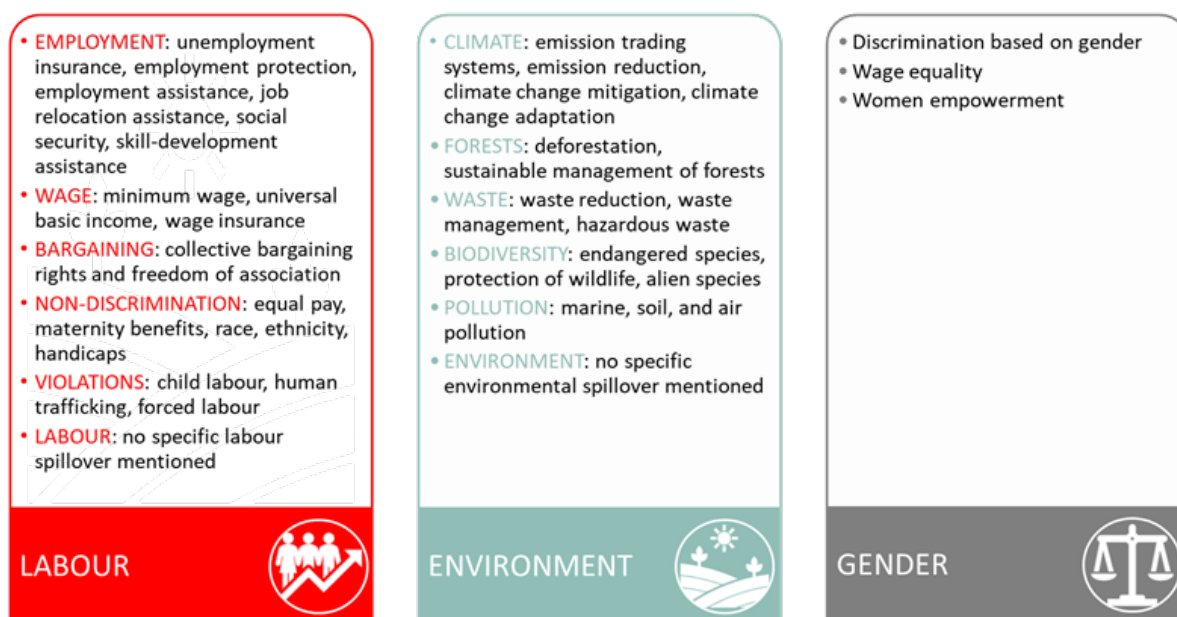 • EMPLOYMENT: unemployment
insurance, employment protection,
employment assistance, job
relocation assistance, social
security, skill-development
assistance
• WAGE: minimum wage, universal
basic income, wage insurance
• BARGAINING: collective bargaining
rights and freedom of association
• NON-DISCRIMINATION: equal pay,
maternity benefits, race, ethnicity,
handicaps
• VIOLATIONS: child labour, human
trafficking, forced labour
• LABOUR: no specific labour
spillover mentioned
LABOUR
• CLIMATE: emission trading
systems, emission reduction,
climate change mitigation, climate
change adaptation
• FORESTS: deforestation,
sustainable management of forests
• WASTE: waste reduction, waste
management, hazardous waste
• BIODIVERSITY: endangered species,
protection of wildlife, alien species
• POLLUTION: marine, soil, and air
pollution
• ENVIRONMENT: no specific
environmental spillover mentioned
ENVIRONMENT
• Discrimination based on gender
• Wage equality
• Women empowerment
GENDER